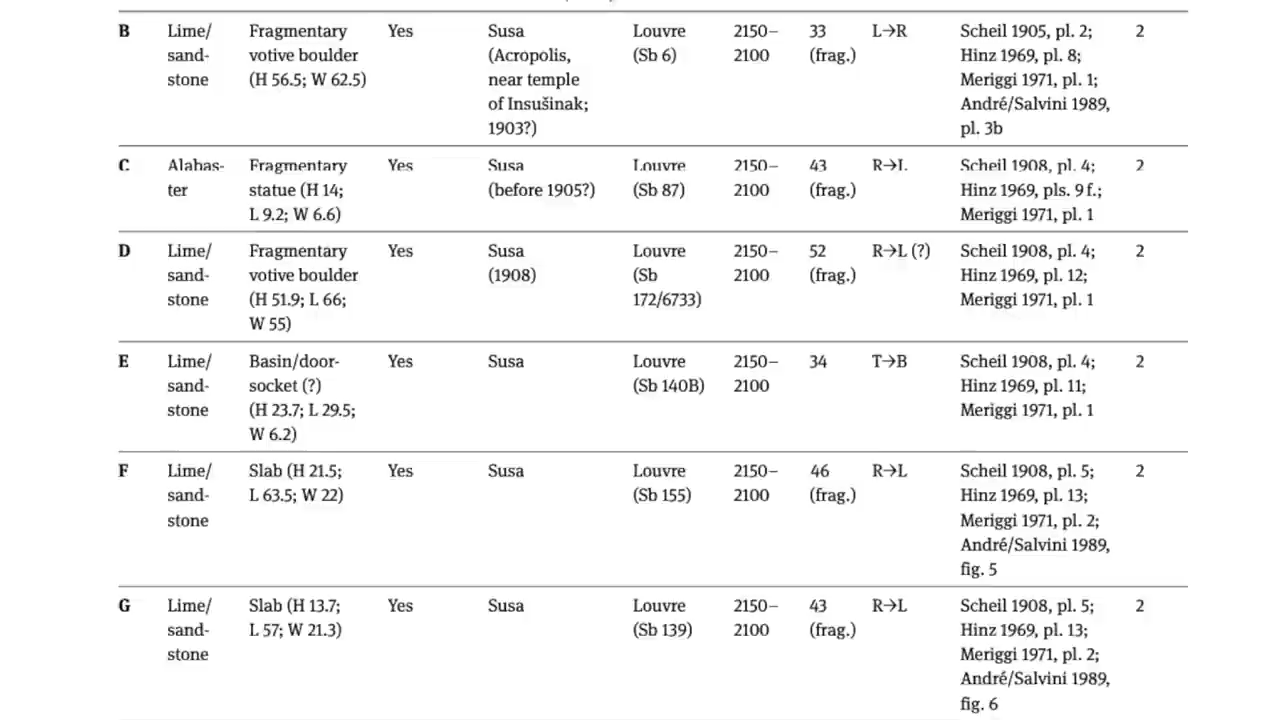 B Lime/ Fragmentary Yes Susa Louvre 2150– 33 L→R Scheil 1905, pl. 2; 2
sand- votive boulder (Acropolis, (Sb 6) 2100 (frag.) Hinz 1969, pl. 8;
stone (H 56.5; W 62.5) near temple Meriggi 1971, pl. 1;
of Insušinak; André/Salvini 1989,
1903?) pl. 3b
C Alabas- Fragmentary Yes Susa Louvre 2150– 43 R→L Scheil 1908, pl. 4; 2
ter statue (H 14; (before 1905?) (Sb 87) 2100 (frag.) Hinz 1969, pls. 9 f.;
L 9.2; W 6.6) Meriggi 1971, pl. 1
D Lime/ Fragmentary Yes Susa Louvre 2150– 52 R→L (?) Scheil 1908, pl. 4; 2
sand- votive boulder (1908) (Sb 2100 (frag.) Hinz 1969, pl. 12;
stone (H 51.9; L 66; 172/6733) Meriggi 1971, pl. 1
W 55)
E Lime/ Basin/door- Yes Susa Louvre 2150– 34 T→B Scheil 1908, pl. 4; 2
sand- socket (?) (Sb 140B) 2100 Hinz 1969, pl. 11;
stone (H 23.7; L 29.5; Meriggi 1971, pl. 1
W 6.2)
F Lime/ Slab (H 21.5; Yes Susa Louvre 2150– 46 R→L Scheil 1908, pl. 5; 2
sand- L 63.5; W 22) (Sb 155) 2100 (frag.) Hinz 1969, pl. 13;
stone Meriggi 1971, pl. 2;
André/Salvini 1989,
fig. 5
G Lime/ Slab (H 13.7; Yes Susa Louvre 2150– 43 R→L Scheil 1908, pl. 5; 2
sand- L 57; W 21.3) (Sb 139) 2100 (frag.) Hinz 1969, pl. 13;
stone Meriggi 1971, pl. 2;
André/Salvini 1989,
fig. 6